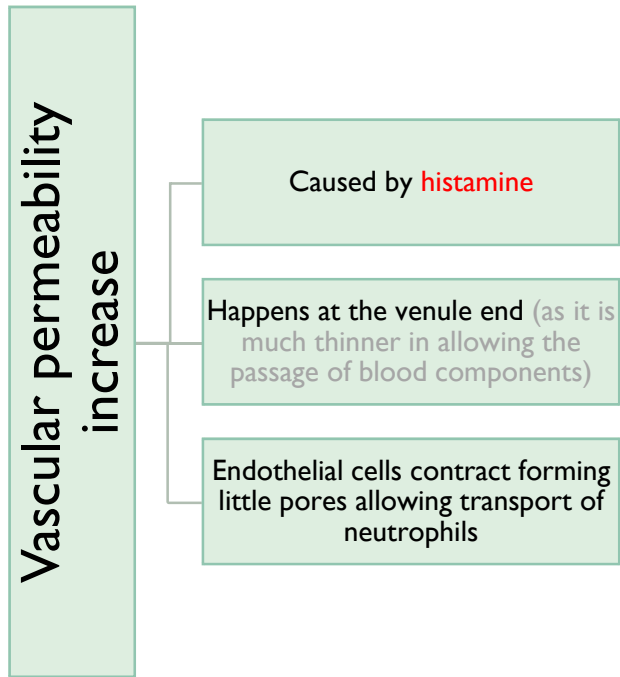 Vascular permeability
increase
Caused by histamine
Happens at the venule end (as it is
much thinner in allowing the
passage of blood components)
Endothelial cells contract forming
little pores allowing transport of
neutrophils